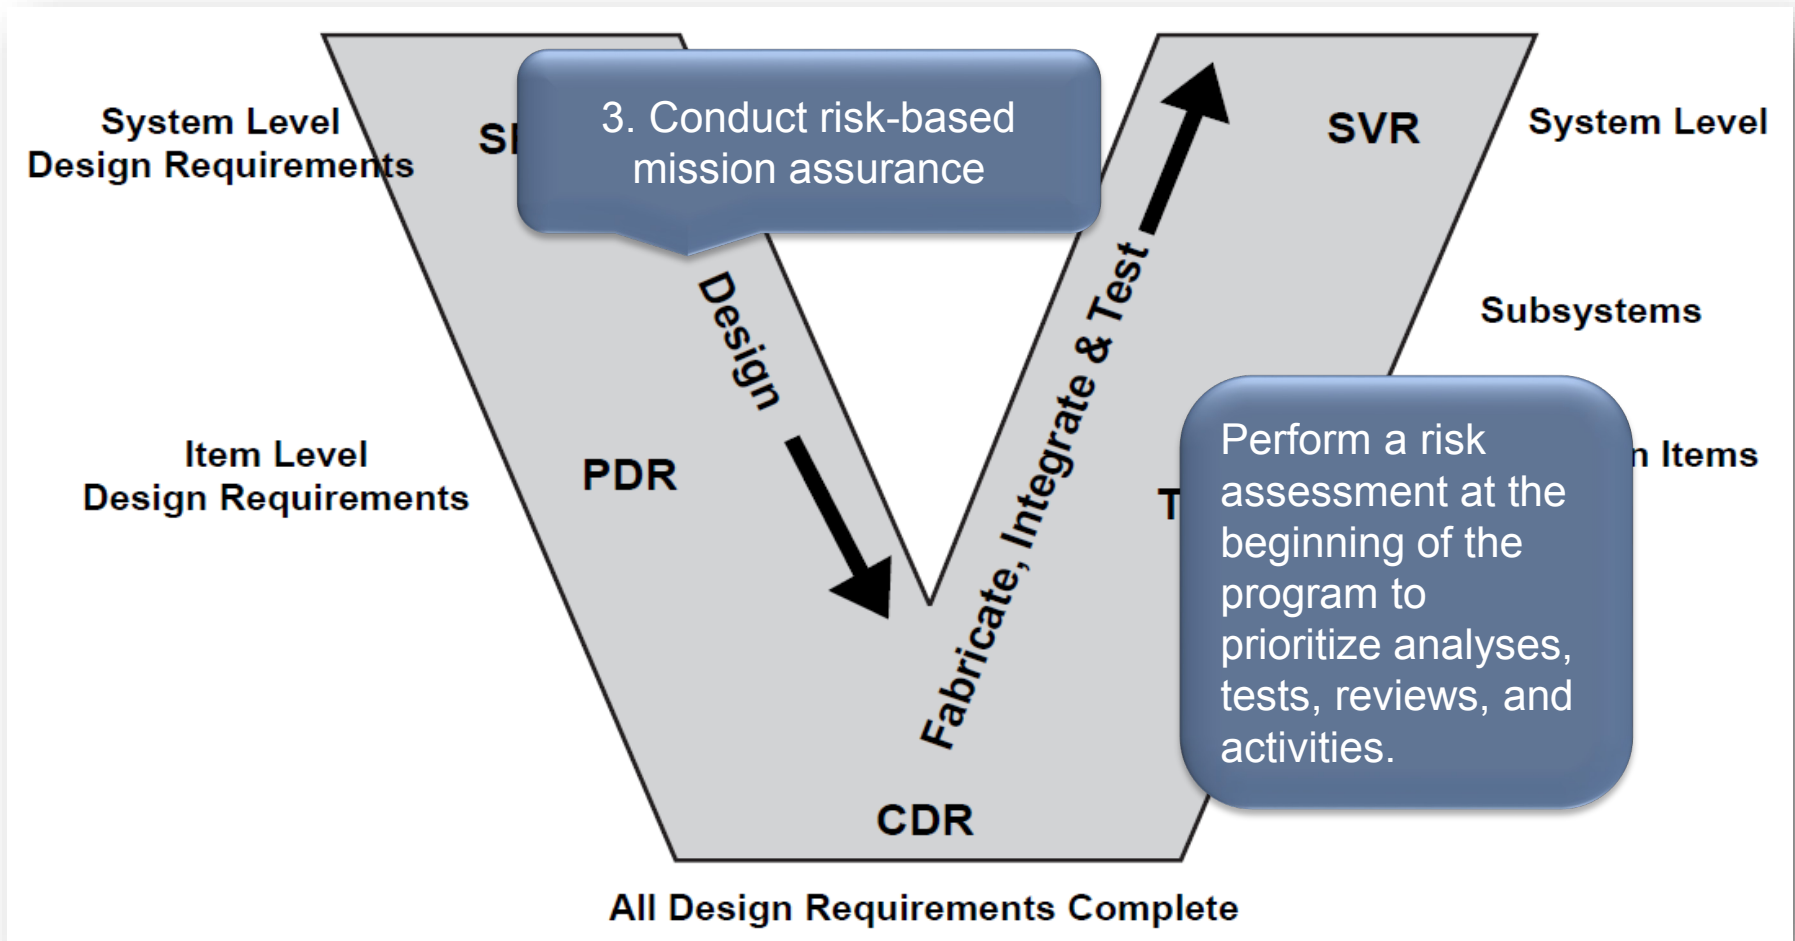 System Level
Design Requirements
3. Conduct risk-based
mission assurance
SVR
System Level
Design
Fabricate, Integrate & Test
Subsystems
Item Level
Design Requirements
PDR
Perform a risk
assessment at the
beginning of the
program to
prioritize analyses,
tests, reviews, and
activities.
Items
CDR
All Design Requirements Complete